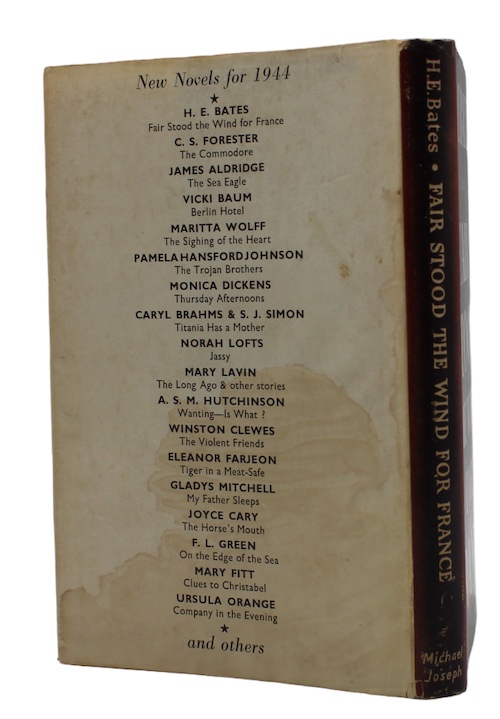 New Novels for 1944
★
H. E. BATES
Fair Stood the Wind for France
C. S. FORESTER
The Commodore
JAMES ALDRIDGE
The Sea Eagle
VICKI BAUM
Berlin Hotel
MARITTA WOLFF
The Sighing of the Heart
PAMELA HANSFORD JOHNSON
The Trojan Brothers
MONICA DICKENS
Thursday Afternoons
CARYL BRAHMS & S. J. SIMON
Titania Has a Mother
NORAH LOFTS
Jassy
MARY LAVIN
The Long Ago & other stories
A. S. M. HUTCHINSON
Wanting—Is What ?
WINSTON CLEWES
The Violent Friends
ELEANOR FARJEON
Tiger in a Meat-Safe
GLADYS MITCHELL
My Father Sleeps
JOYCE CARY
The Horse's Mouth
F. L. GREEN
On the Edge of the Sea
MARY FITT
Clues to Christabel
URSULA ORANGE
Company in the Evening
★
and others
H.E.Bates • FAIR STOOD THE WIND FOR FRANCE
Michael
Joseph